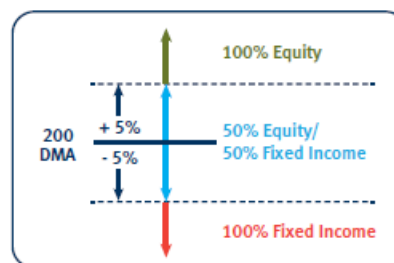 100% Equity
+ 5%
200
DMA
- 5%
50% Equity/
50% Fixed Income
100% Fixed Income